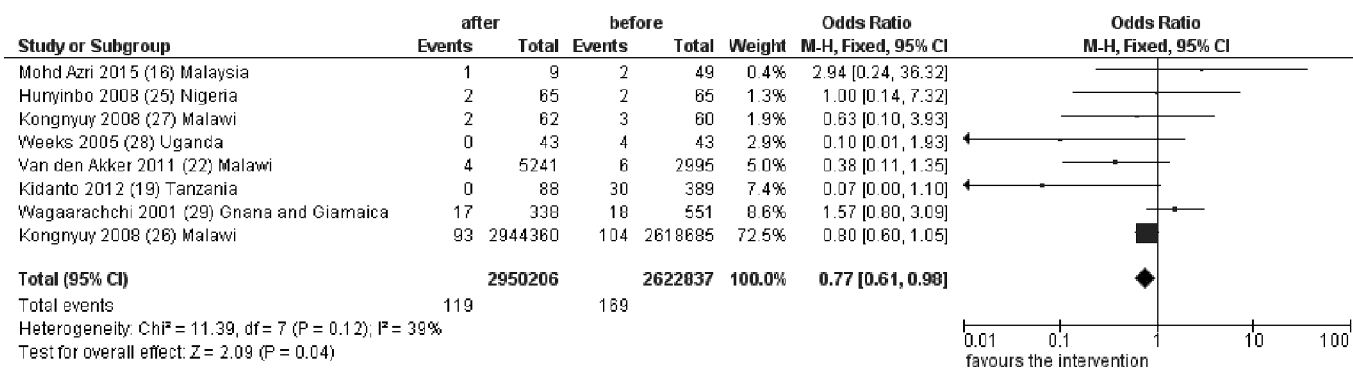 after before Odds Ratio Odds Ratio
Study or Subgroup Events Total Events Total Weight M-H, Fixed, 95% CI M-H, Fixed, 95% CI
Mohd Azri 2015 (16) Malaysia 1 9 2 49 0.4% 2.94 [0.24, 36.32]
Hunyinbo 2008 (25) Nigeria 2 65 2 65 1.3% 1.00 [0.14, 7.32]
Kongnyuy 2008 (27) Malawi 2 62 3 60 1.9% 0.63 [0.10, 3.93]
Weeks 2005 (28) Uganda 0 43 4 43 2.9% 0.10 [0.01, 1.93]
Van den Akker 2011 (22) Malawi 4 5241 6 2995 5.0% 0.38 [0.11, 1.35]
Kidanto 2012 (19) Tanzania 0 88 30 389 7.4% 0.07 [0.00, 1.10]
Wagaarachchi 2001 (29) Gnana and Giamaica 17 338 18 551 8.6% 1.57 [0.80, 3.09]
Kongnyuy 2008 (26) Malawi 93 2944360 104 2618685 72.5% 0.80 [0.60, 1.05]
Total (95% CI) 2950206 2622837 100.0% 0.77 [0.61, 0.98]
Total events 119 169
Heterogeneity: Chi² = 11.39, df = 7 (P = 0.12); I² = 39%
Test for overall effect: Z = 2.09 (P = 0.04)
0.01 0.1 1 10 100
favours the intervention